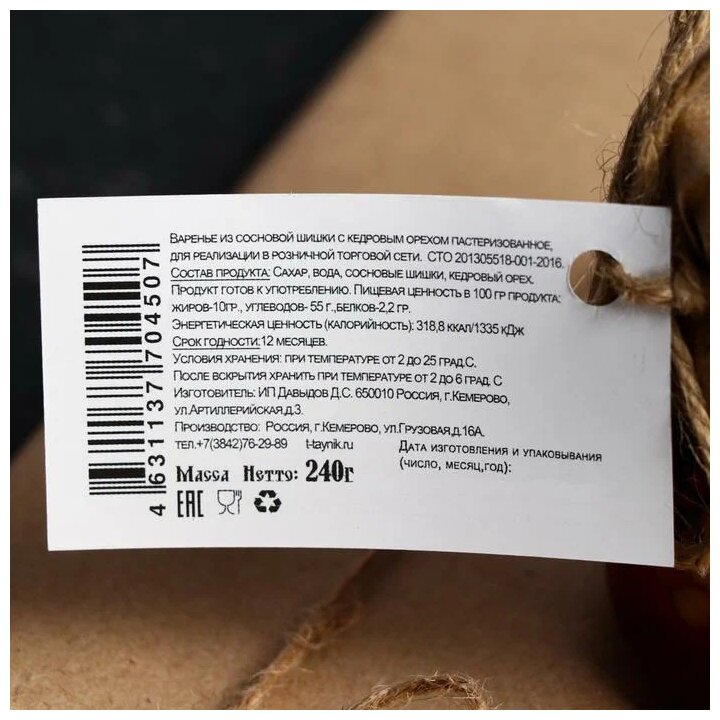 Варенье из сосновой шишки с кедровым орехом пастеризованное,
для реализации в розничной торговой сети. СТО 201305518-001-2016.
Состав продукта: Сахар, вода, сосновые шишки, кедровый орех.
Продукт готов к употреблению. Пищевая ценность в 100 гр продукта:
жиров-10гр., углеводов- 55 г.,белков-2,2 гр.
Энергетическая ценность (калорийность): 318,8 ккал/1335 кДж
Срок годности:12 месяцев.
Условия хранения: при температуре от 2 до 25 град.С.
После вскрытия хранить при температуре от 2 до 6 град. С
Изготовитель: ИП Давыдов Д.С. 650010 Россия, г.Кемерово,
ул.Артиллерийская,д.3.
Производство: Россия, г.Кемерово, ул.Грузовая,д.16А.
тел.+7(3842)76-29-89 t-taynik.ru
Дата изготовления и упаковывания
(число, месяц,год):
Масса Нетто: 240г
EAC
4 631137 704507